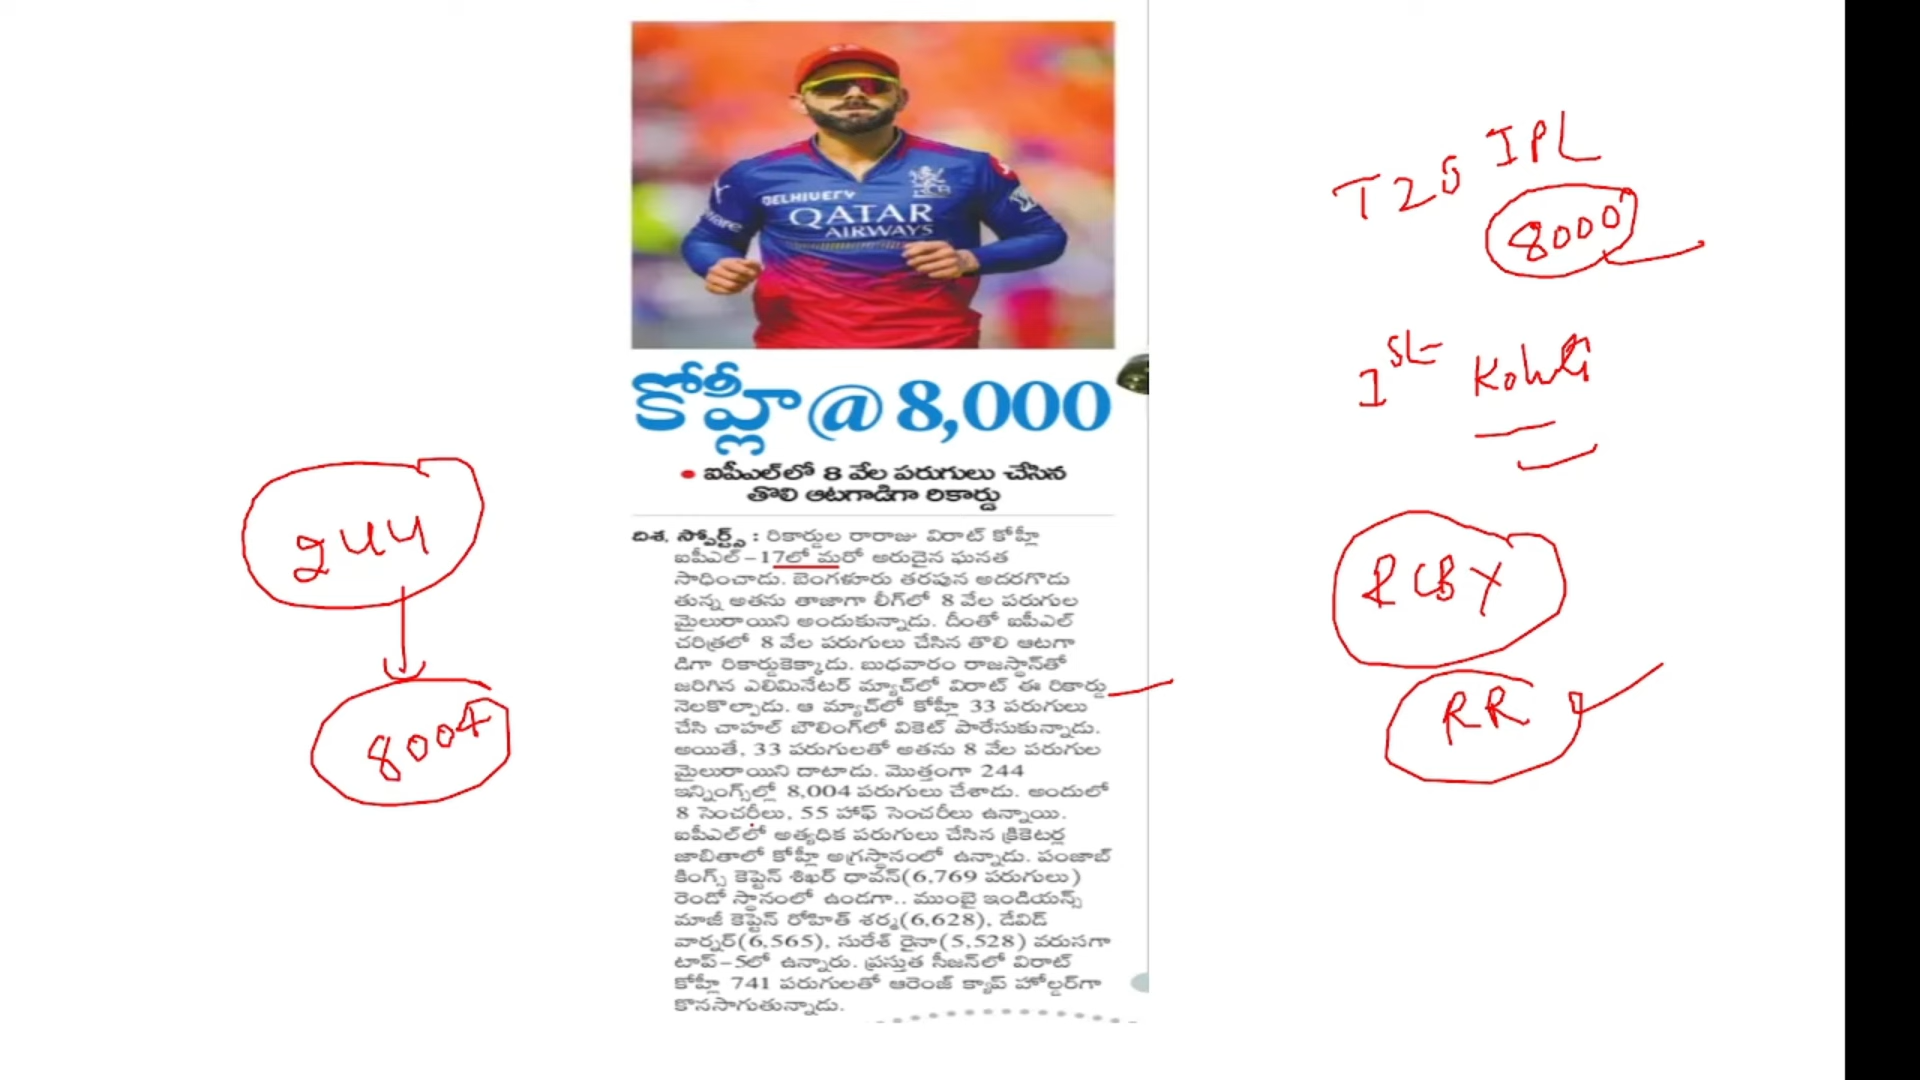 DELHIVERY
QATAR
AIRWAYS
కోహ్లీ @ 8,000
• ఐపీఎల్‌లో 8 వేల పరుగులు చేసిన
తొలి ఆటగాడిగా రికార్డు
దిశ, స్పోర్ట్స్ : రికార్డుల రారాజు విరాట్ కోహ్లీ
ఐపీఎల్-17లో మరో అరుదైన ఘనత
సాధించాడు. బెంగళూరు తరపున అదరగొడు
తున్న అతను తాజాగా లీగ్‌లో 8 వేల పరుగుల
మైలురాయిని అందుకున్నాడు. దీంతో ఐపీఎల్
చరిత్రలో 8 వేల పరుగులు చేసిన తొలి ఆటగా
డిగా రికార్డుకెక్కాడు. బుధవారం రాజస్థాన్‌తో
జరిగిన ఎలిమినేటర్ మ్యాచ్‌లో విరాట్ ఈ రికార్డు
నెలకొల్పాడు. ఆ మ్యాచ్‌లో కోహ్లీ 33 పరుగులు
చేసి చాహల్ బౌలింగ్‌లో వికెట్ పారేసుకున్నాడు.
అయితే, 33 పరుగులతో అతను 8 వేల పరుగుల
మైలురాయిని దాటాడు. మొత్తంగా 244
ఇన్నింగ్స్‌ల్లో 8,004 పరుగులు చేశాడు. అందులో
8 సెంచరీలు, 55 హాఫ్ సెంచరీలు ఉన్నాయి.
ఐపీఎల్‌లో అత్యధిక పరుగులు చేసిన క్రికెటర్ల
జాబితాలో కోహ్లీ అగ్రస్థానంలో ఉన్నాడు. పంజాబ్
కింగ్స్ కెప్టెన్ శిఖర్ ధావన్(6,769 పరుగులు)
రెండో స్థానంలో ఉండగా.. ముంబై ఇండియన్స్
మాజీ కెప్టెన్ రోహిత్ శర్మ(6,628), డేవిడ్
వార్నర్(6,565), సురేశ్ రైనా(5,528) వరుసగా
టాప్-5లో ఉన్నారు. ప్రస్తుత సీజన్‌లో విరాట్
కోహ్లీ 741 పరుగులతో ఆరెంజ్ క్యాప్ హోల్డర్‌గా
కొనసాగుతున్నాడు.
244
8004
T20 IPL
8000
1st Kohli
RCB X
RR